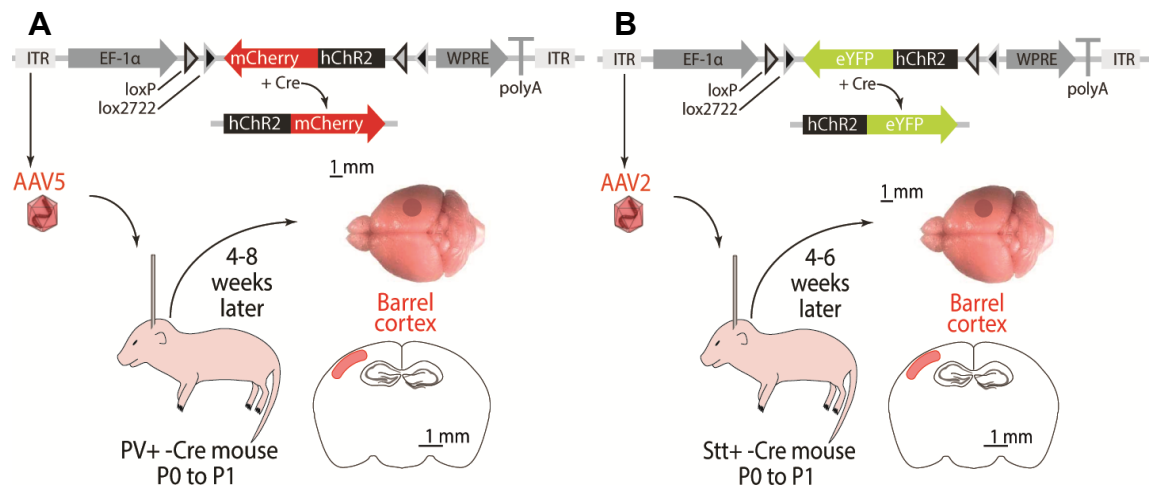 A
ITR EF-1α mCherry hChR2 WPRE ITR
loxP
lox2722
+ Cre
polyA
hChR2 mCherry
AAV5
1 mm
4-8
weeks
later
Barrel
cortex
1 mm
PV+ -Cre mouse
P0 to P1
B
ITR EF-1α eYFP hChR2 WPRE ITR
loxP
lox2722
+ Cre
polyA
hChR2 eYFP
AAV2
1 mm
4-6
weeks
later
Barrel
cortex
1 mm
Stt+ -Cre mouse
P0 to P1